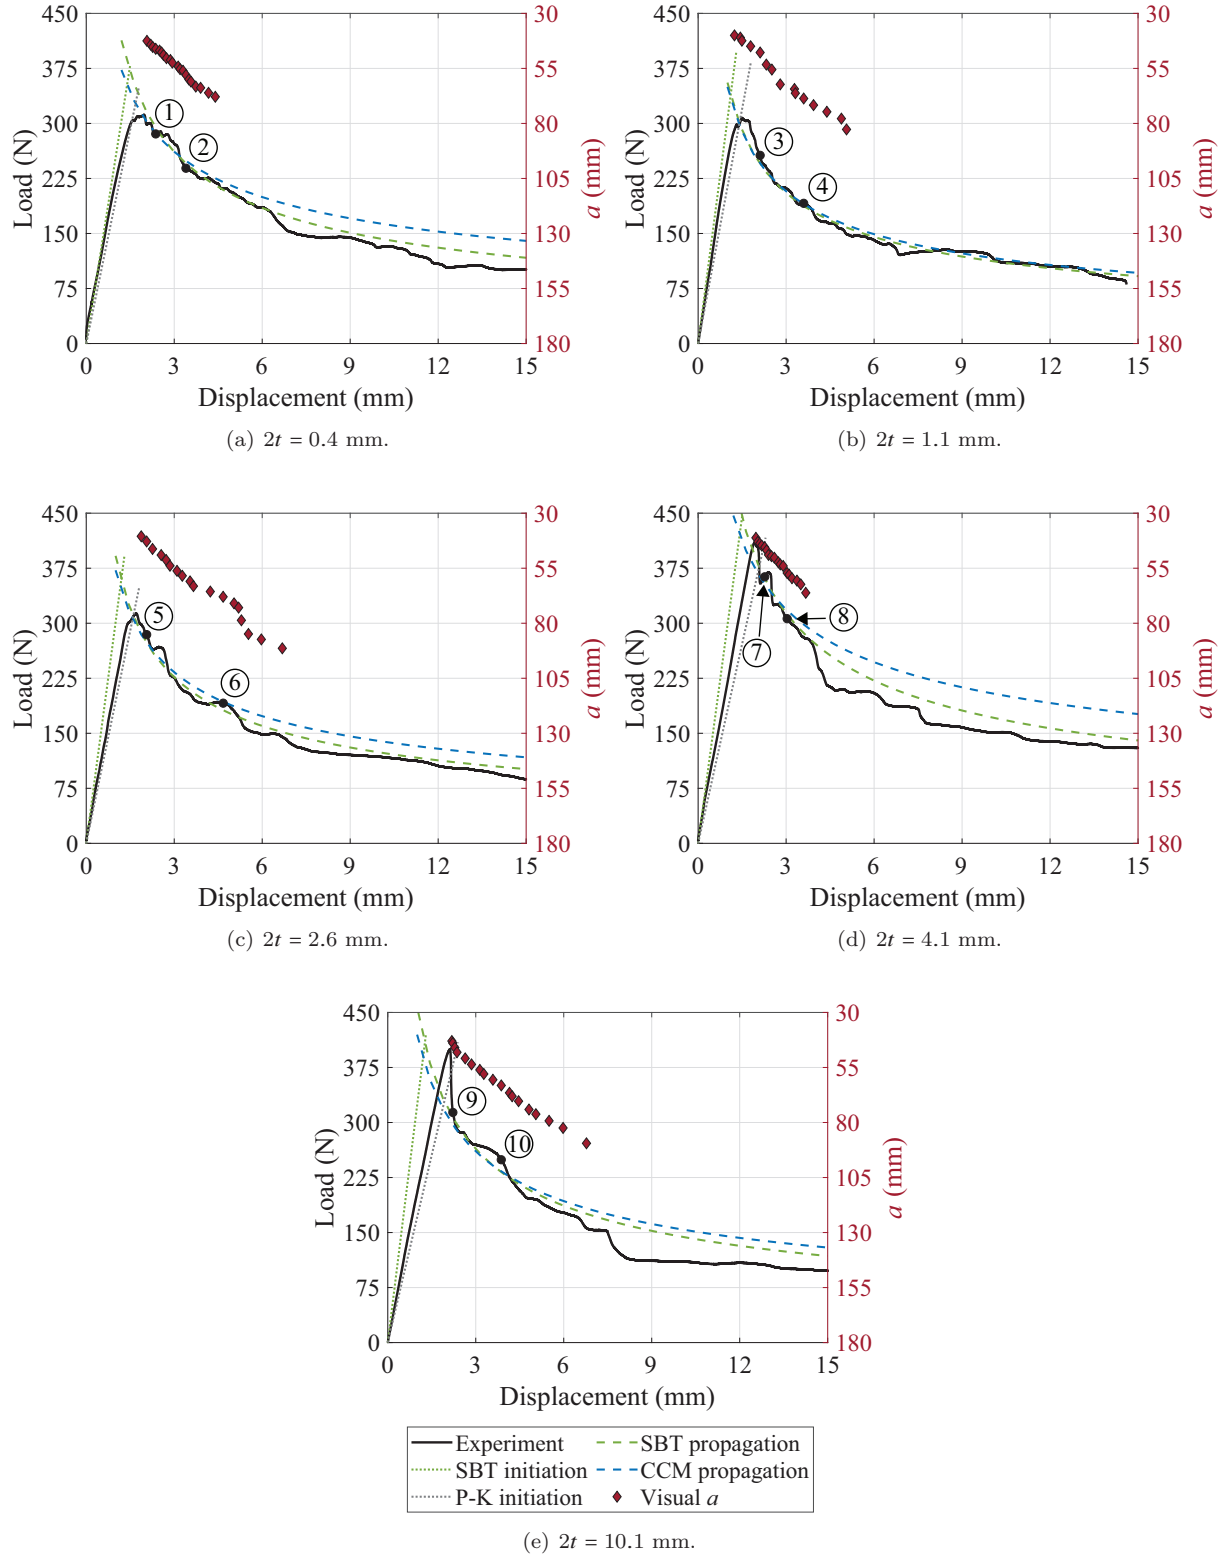 450
375
300
225
150
75
0
Load (N)
30
55
80
105
130
155
180
a (mm)
1
2
0 3 6 9 12 15
Displacement (mm)
(a) 2t = 0.4 mm.
450
375
300
225
150
75
0
Load (N)
30
55
80
105
130
155
180
a (mm)
3
4
0 3 6 9 12 15
Displacement (mm)
(b) 2t = 1.1 mm.
450
375
300
225
150
75
0
Load (N)
30
55
80
105
130
155
180
a (mm)
5
6
0 3 6 9 12 15
Displacement (mm)
(c) 2t = 2.6 mm.
450
375
300
225
150
75
0
Load (N)
30
55
80
105
130
155
180
a (mm)
7
8
0 3 6 9 12 15
Displacement (mm)
(d) 2t = 4.1 mm.
450
375
300
225
150
75
0
Load (N)
30
55
80
105
130
155
180
a (mm)
9
10
0 3 6 9 12 15
Displacement (mm)
Experiment SBT propagation
SBT initiation CCM propagation
P-K initiation Visual a
(e) 2t = 10.1 mm.